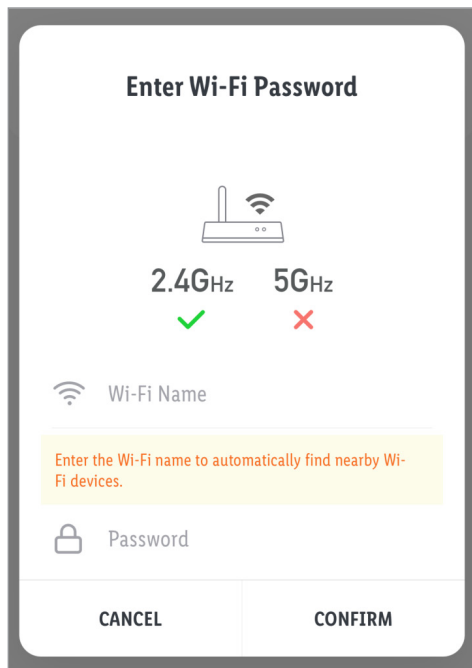 Enter Wi-Fi Password
2.4GHz 5GHz
Wi-Fi Name
Enter the Wi-Fi name to automatically find nearby Wi-
Fi devices.
Password
CANCEL CONFIRM